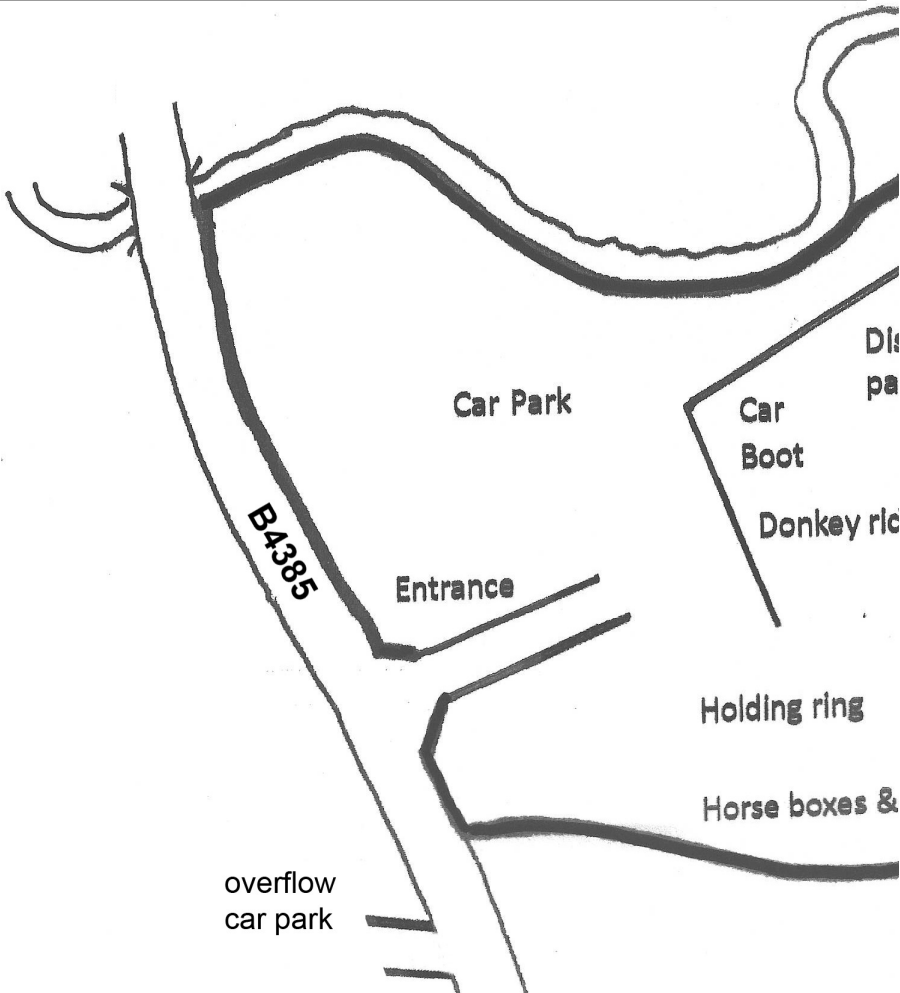 Car Park
Car
Boot
B4385
Entrance
Holding ring
Horse boxes &
overflow
car park
Donkey